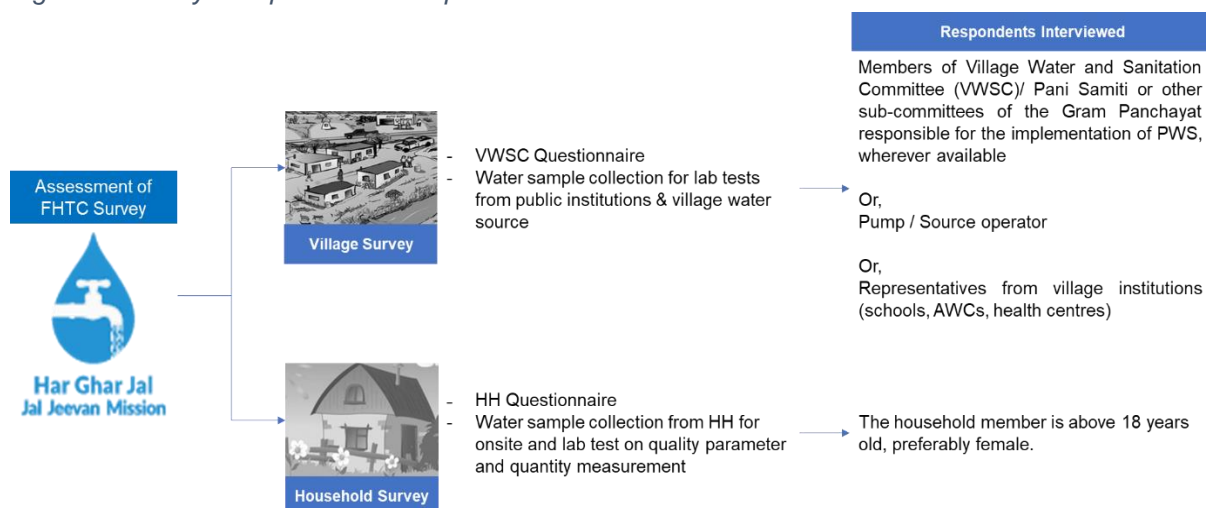 Assessment of
FHTC Survey
Har Ghar Jal
Jal Jeevan Mission
Village Survey
- VWSC Questionnaire
- Water sample collection for lab tests
from public institutions & village water
source
Respondents Interviewed
Members of Village Water and Sanitation
Committee (VWSC)/ Pani Samiti or other
sub-committees of the Gram Panchayat
responsible for the implementation of PWS,
wherever available
Or,
Pump / Source operator
Or,
Representatives from village institutions
(schools, AWCs, health centres)
Household Survey
- HH Questionnaire
- Water sample collection from HH for
onsite and lab test on quality parameter
and quantity measurement
The household member is above 18 years
old, preferably female.